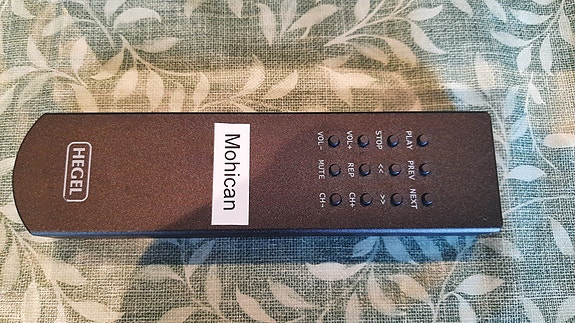 PLAY PREV NEXT
STOP << >>
VOL+ REP CH+
VOL- MUTE CH-
Mohican
HEGEL